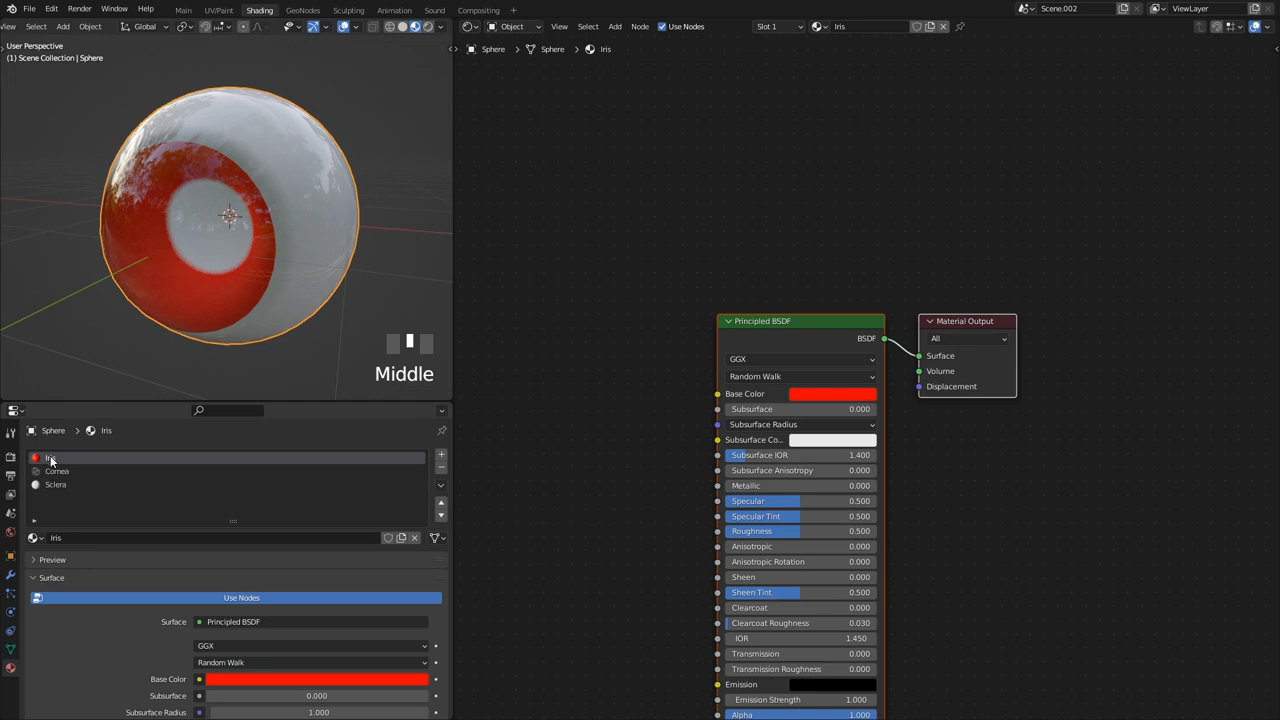 File Edit Render Window Help Main UV/Paint Shading GeoNodes Sculpting Animation Sound Compositing + Scene.002 ViewLayer
View Select Add Object Global Object View Select Add Node Use Nodes Slot 1 Iris
User Perspective
(1) Scene Collection | Sphere
Sphere > Sphere > Iris
Middle
Principled BSDF
BSDF
GGX
Random Walk
Base Color
Subsurface 0.000
Subsurface Radius
Subsurface Co...
Subsurface IOR 1.400
Subsurface Anisotropy 0.000
Metallic 0.000
Specular 0.500
Specular Tint 0.500
Roughness 0.500
Anisotropic 0.000
Anisotropic Rotation 0.000
Sheen 0.000
Sheen Tint 0.500
Clearcoat 0.000
Clearcoat Roughness 0.030
IOR 1.450
Transmission 0.000
Transmission Roughness 0.000
Emission
Emission Strength 1.000
Alpha 1.000
Material Output
All
Surface
Volume
Displacement
Sphere > Iris
Iris
Cornea
Sclera
Iris
Preview
Surface
Use Nodes
Surface Principled BSDF
GGX
Random Walk
Base Color
Subsurface 0.000
Subsurface Radius 1.000